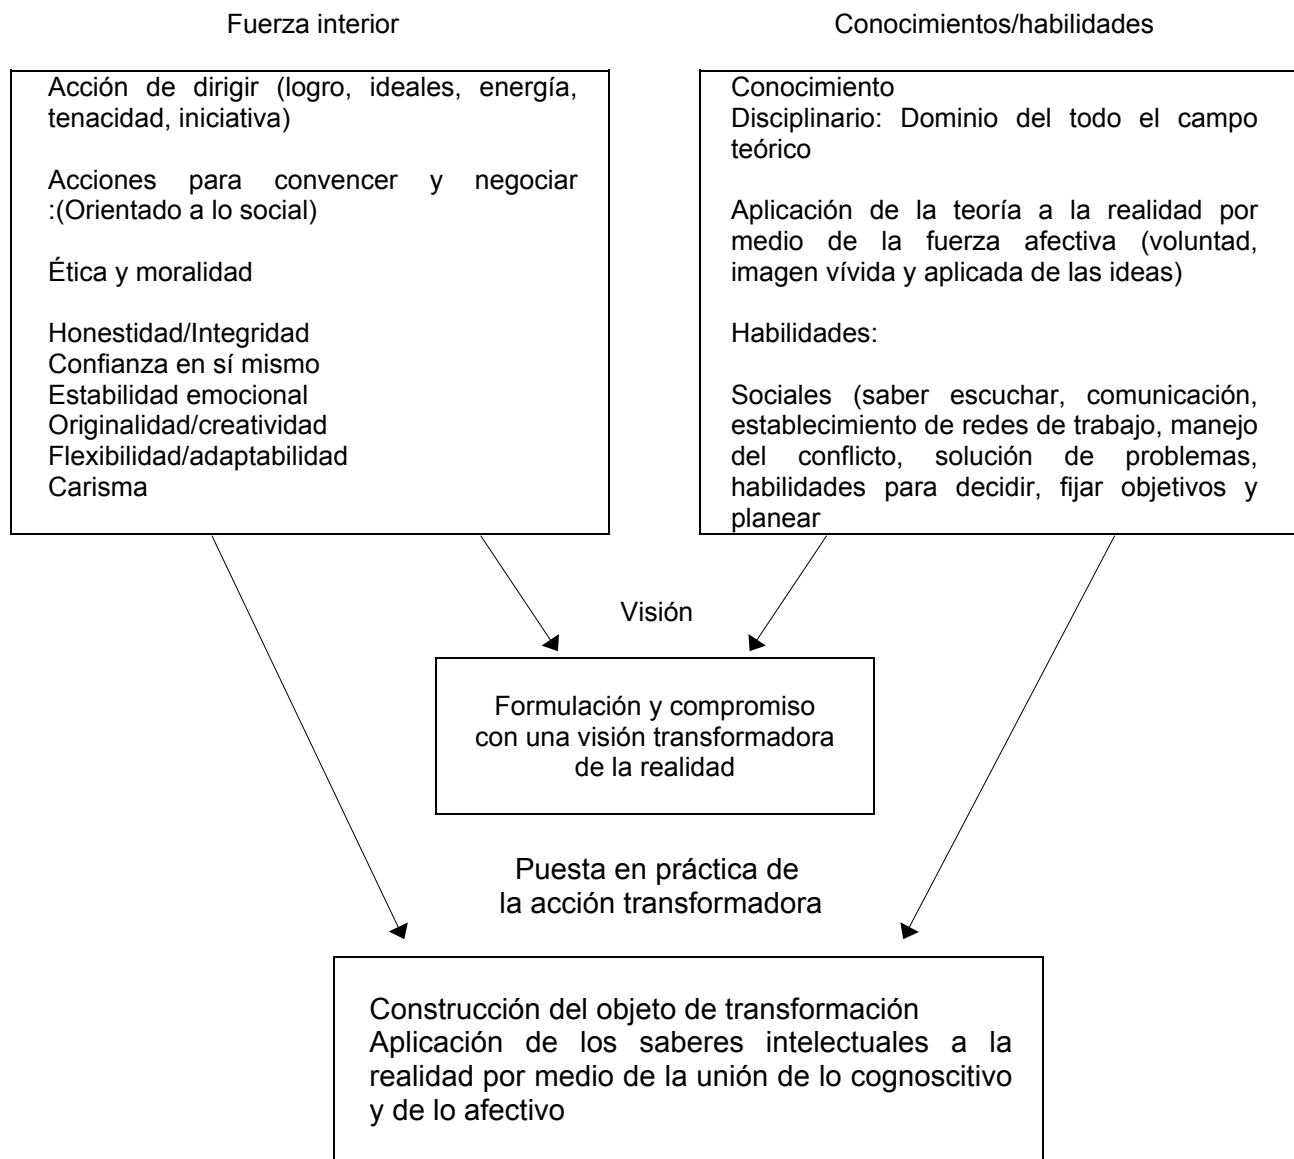 Fuerza interior
Acción de dirigir (logro, ideales, energía,
tenacidad, iniciativa)
Acciones para convencer y negociar
:(Orientado a lo social)
Ética y moralidad
Honestidad/Integridad
Confianza en sí mismo
Estabilidad emocional
Originalidad/creatividad
Flexibilidad/adaptabilidad
Carisma
Conocimientos/habilidades
Conocimiento
Disciplinario: Dominio del todo el campo
teórico
Aplicación de la teoría a la realidad por
medio de la fuerza afectiva (voluntad,
imagen vívida y aplicada de las ideas)
Habilidades:
Sociales (saber escuchar, comunicación,
establecimiento de redes de trabajo, manejo
del conflicto, solución de problemas,
habilidades para decidir, fijar objetivos y
planear
Visión
Formulación y compromiso
con una visión transformadora
de la realidad
Puesta en práctica de
la acción transformadora
Construcción del objeto de transformación
Aplicación de los saberes intelectuales a la
realidad por medio de la unión de lo cognoscitivo
y de lo afectivo